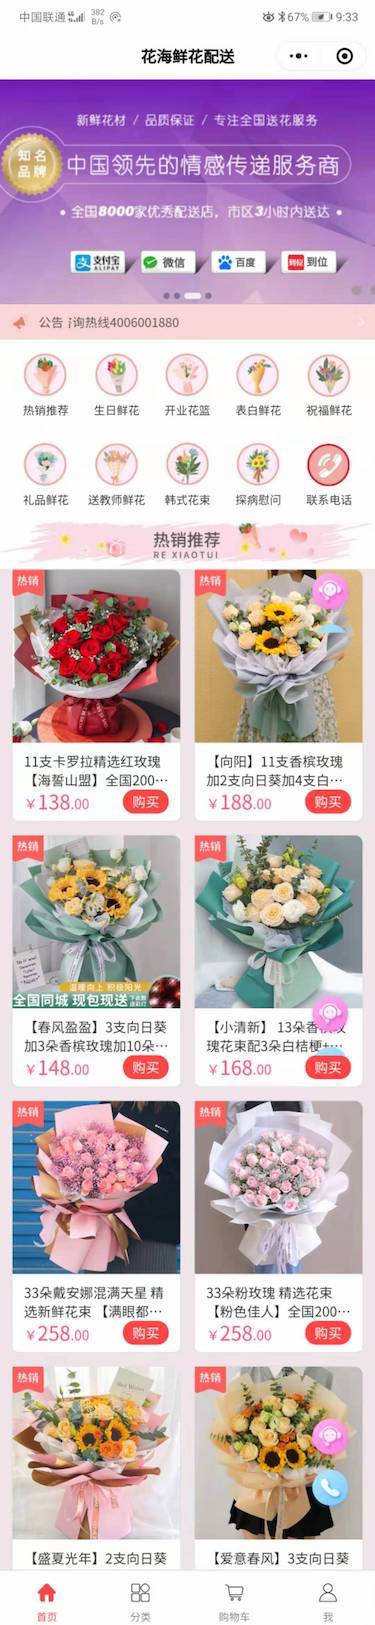 中国联通 4G 382 B/s 67% 9:33
花海鲜花配送
新鲜花材 / 品质保证 / 专注全国送花服务
知名
品牌
中国领先的情感传递服务商
• 全国8000家优秀配送店，市区3小时内送达 •
支付宝
ALIPAY
微信
百度
到位
到位
公告 询热线4006001880
热销推荐 生日鲜花 开业花篮 表白鲜花 祝福鲜花
礼品鲜花 送教师鲜花 韩式花束 探病慰问 联系电话
热销推荐
RE XIAOTUI
热销
11支卡罗拉精选红玫瑰
【海誓山盟】全国200…
￥138.00 购买
热销
【向阳】11支香槟玫瑰
加2支向日葵加4支白…
￥188.00 购买
热销
温暖向上 积极阳光
全国同城 现包现送
【春风盈盈】3支向日葵
加3朵香槟玫瑰加10朵…
￥148.00 购买
热销
【小清新】 13朵香槟玫
瑰花束配3朵白桔梗+…
￥168.00 购买
热销
33朵戴安娜混满天星 精
选新鲜花束 【满眼都…
￥258.00 购买
热销
33朵粉玫瑰 精选花束
【粉色佳人】全国200…
￥258.00 购买
热销
【盛夏光年】2支向日葵
热销
【爱意春风】3支向日葵
首页 分类 购物车 我